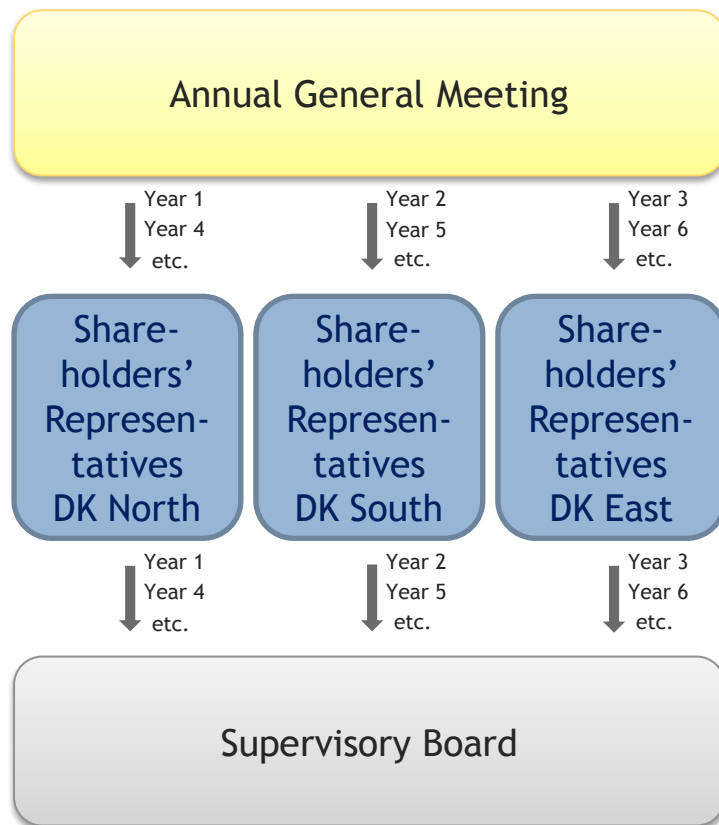 Annual General Meeting
Year 1
Year 4
etc.
Year 2
Year 5
etc.
Year 3
Year 6
etc.
Share-
holders’
Represen-
tatives
DK North
Share-
holders’
Represen-
tatives
DK South
Share-
holders’
Represen-
tatives
DK East
Year 1
Year 4
etc.
Year 2
Year 5
etc.
Year 3
Year 6
etc.
Supervisory Board